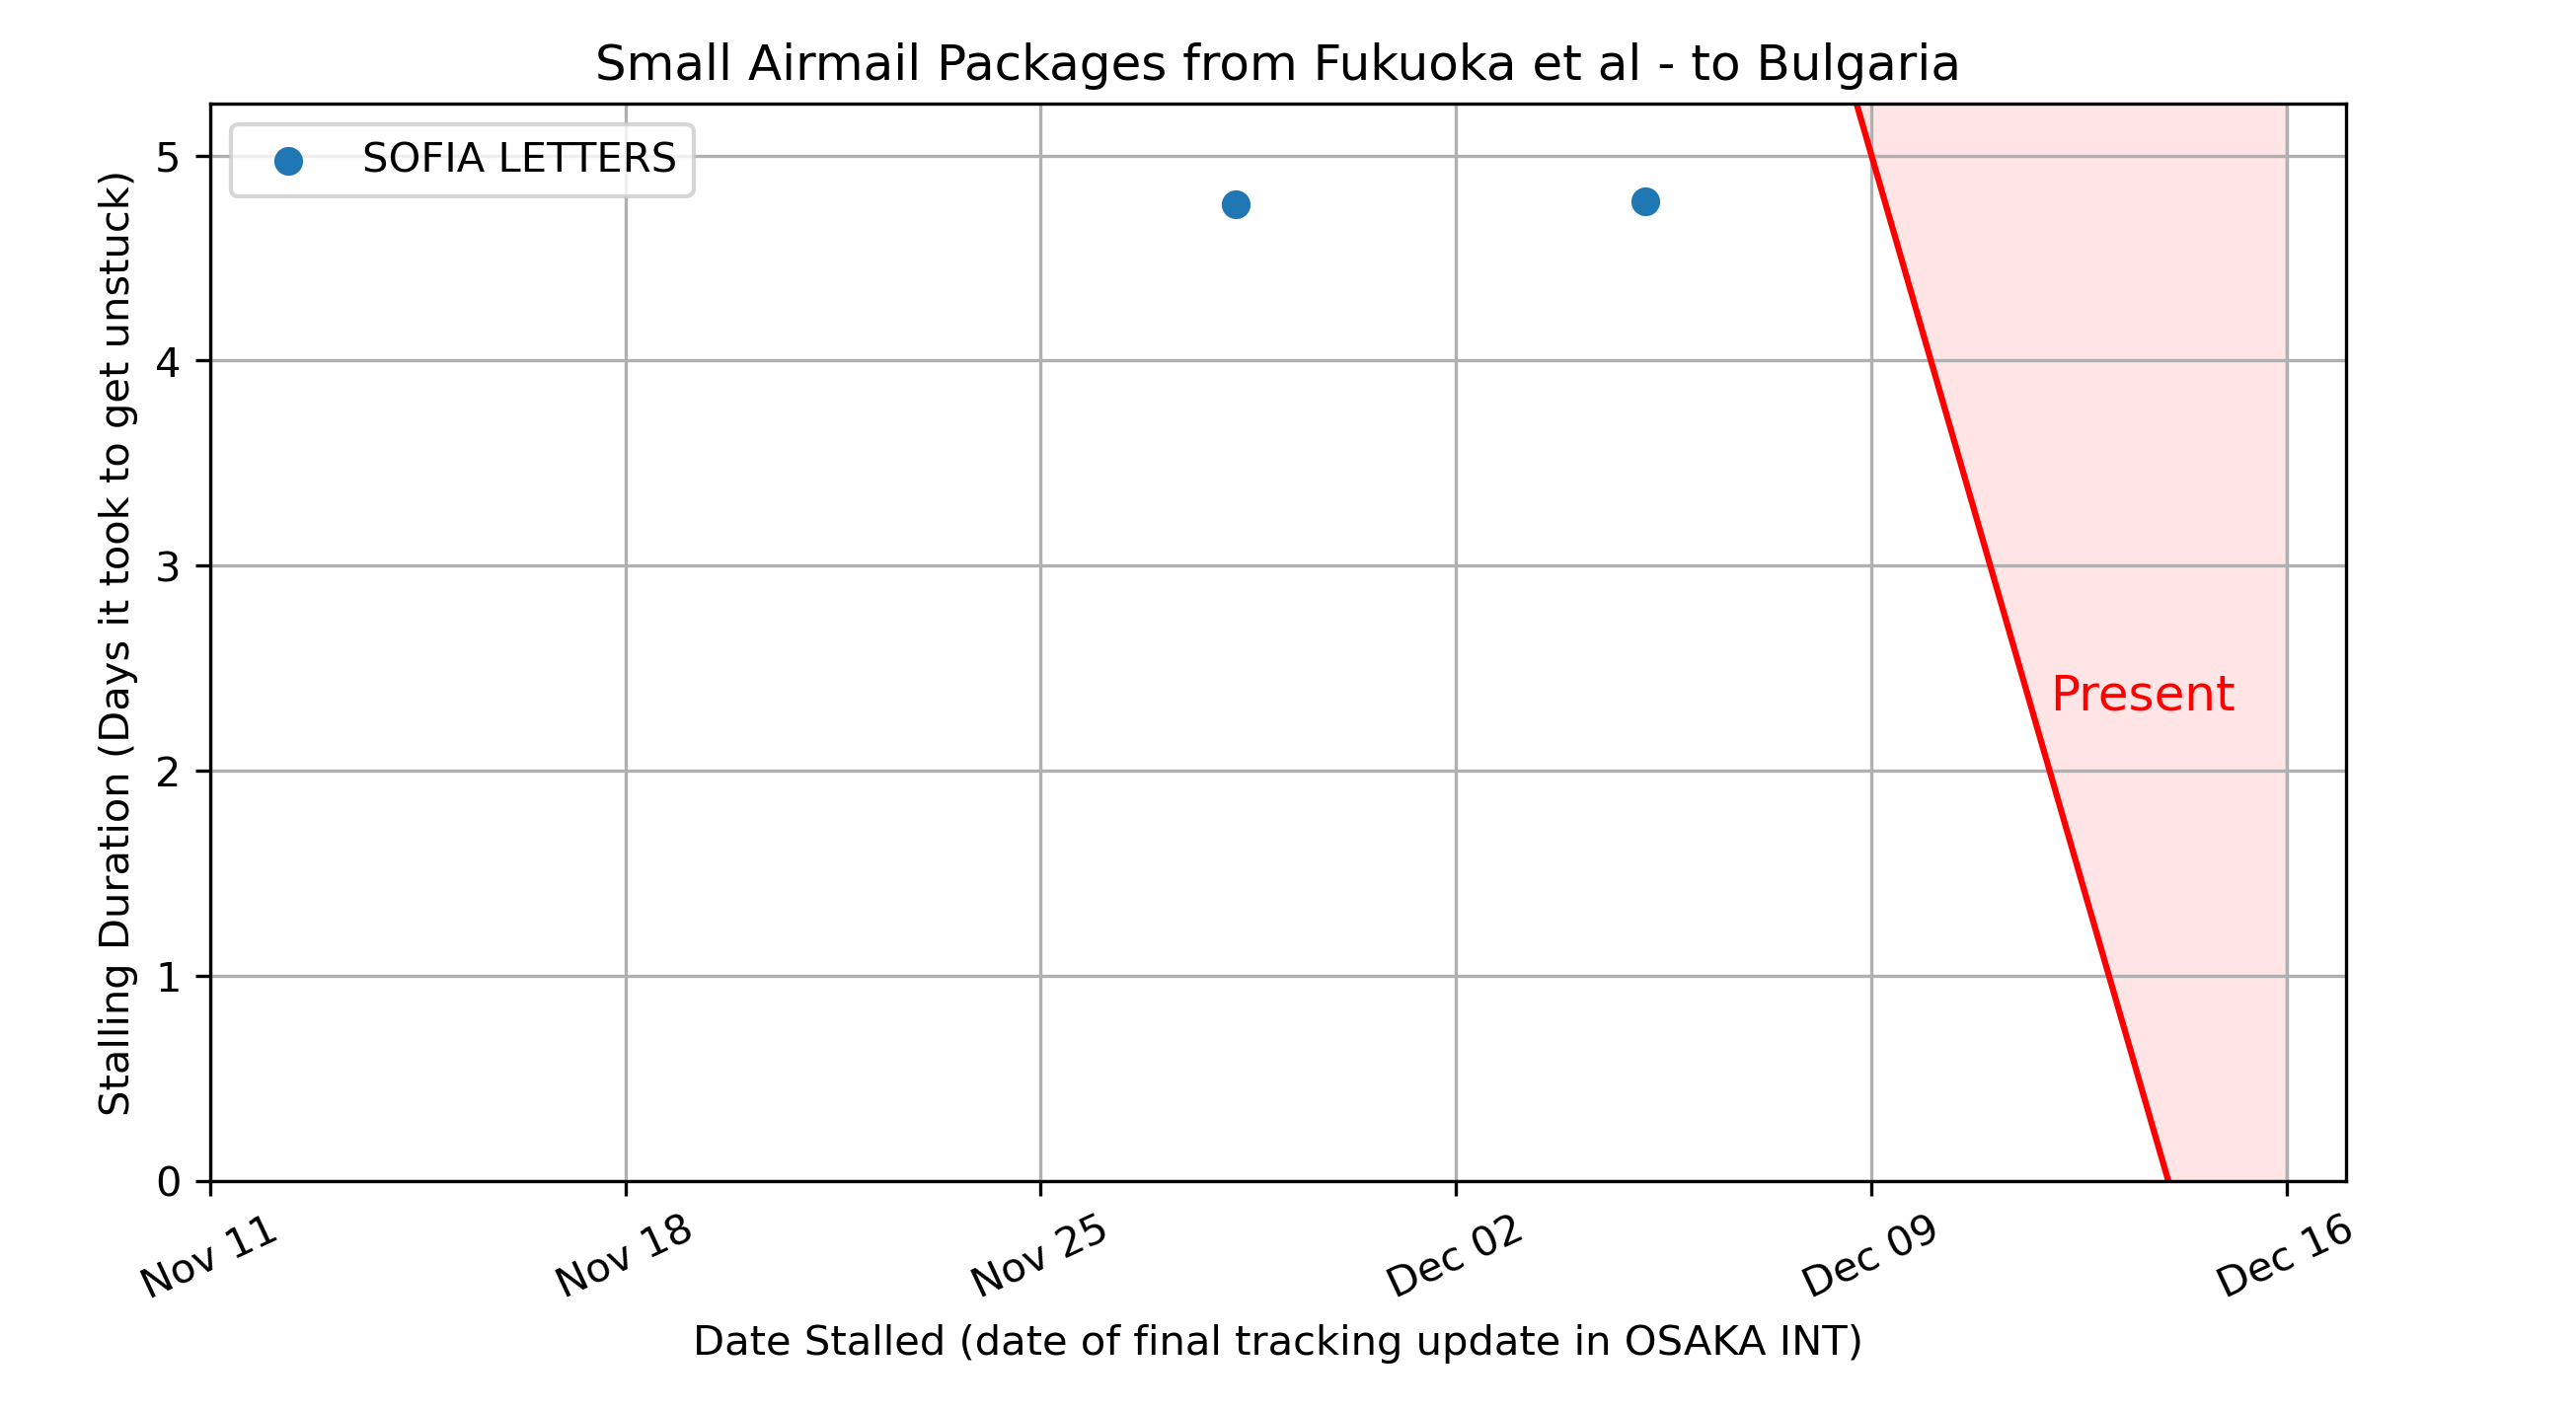 Small Airmail Packages from Fukuoka et al - to Bulgaria
SOFIA LETTERS
Stalling Duration (Days it took to get unstuck)
5
4
3
2
1
0
Present
Nov 11
Nov 18
Nov 25
Dec 02
Dec 09
Dec 16
Date Stalled (date of final tracking update in OSAKA INT)